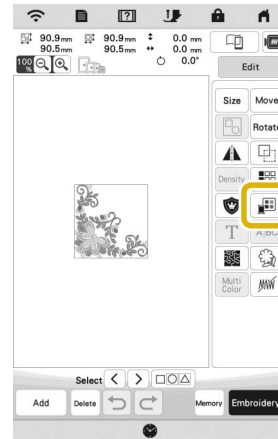 90.9mm 90.9mm 0.0 mm
90.5mm 90.5mm 0.0 mm
100 % 0.0°
Edit
Size Move
Rotate
Density
T ABC
Multi
Color
Select
Add Delete Memory Embroidery